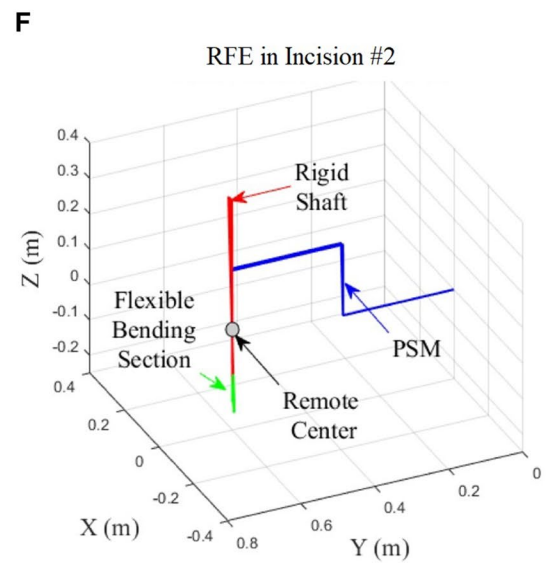 F
RFE in Incision #2
0.4
0.3
0.2
0.1
0
-0.1
-0.2
Z (m)
Rigid
Shaft
Flexible
Bending
Section
PSM
Remote
Center
0.4
0.2
0
-0.2
-0.4
X (m)
0.8
0.6
0.4
0.2
0
Y (m)